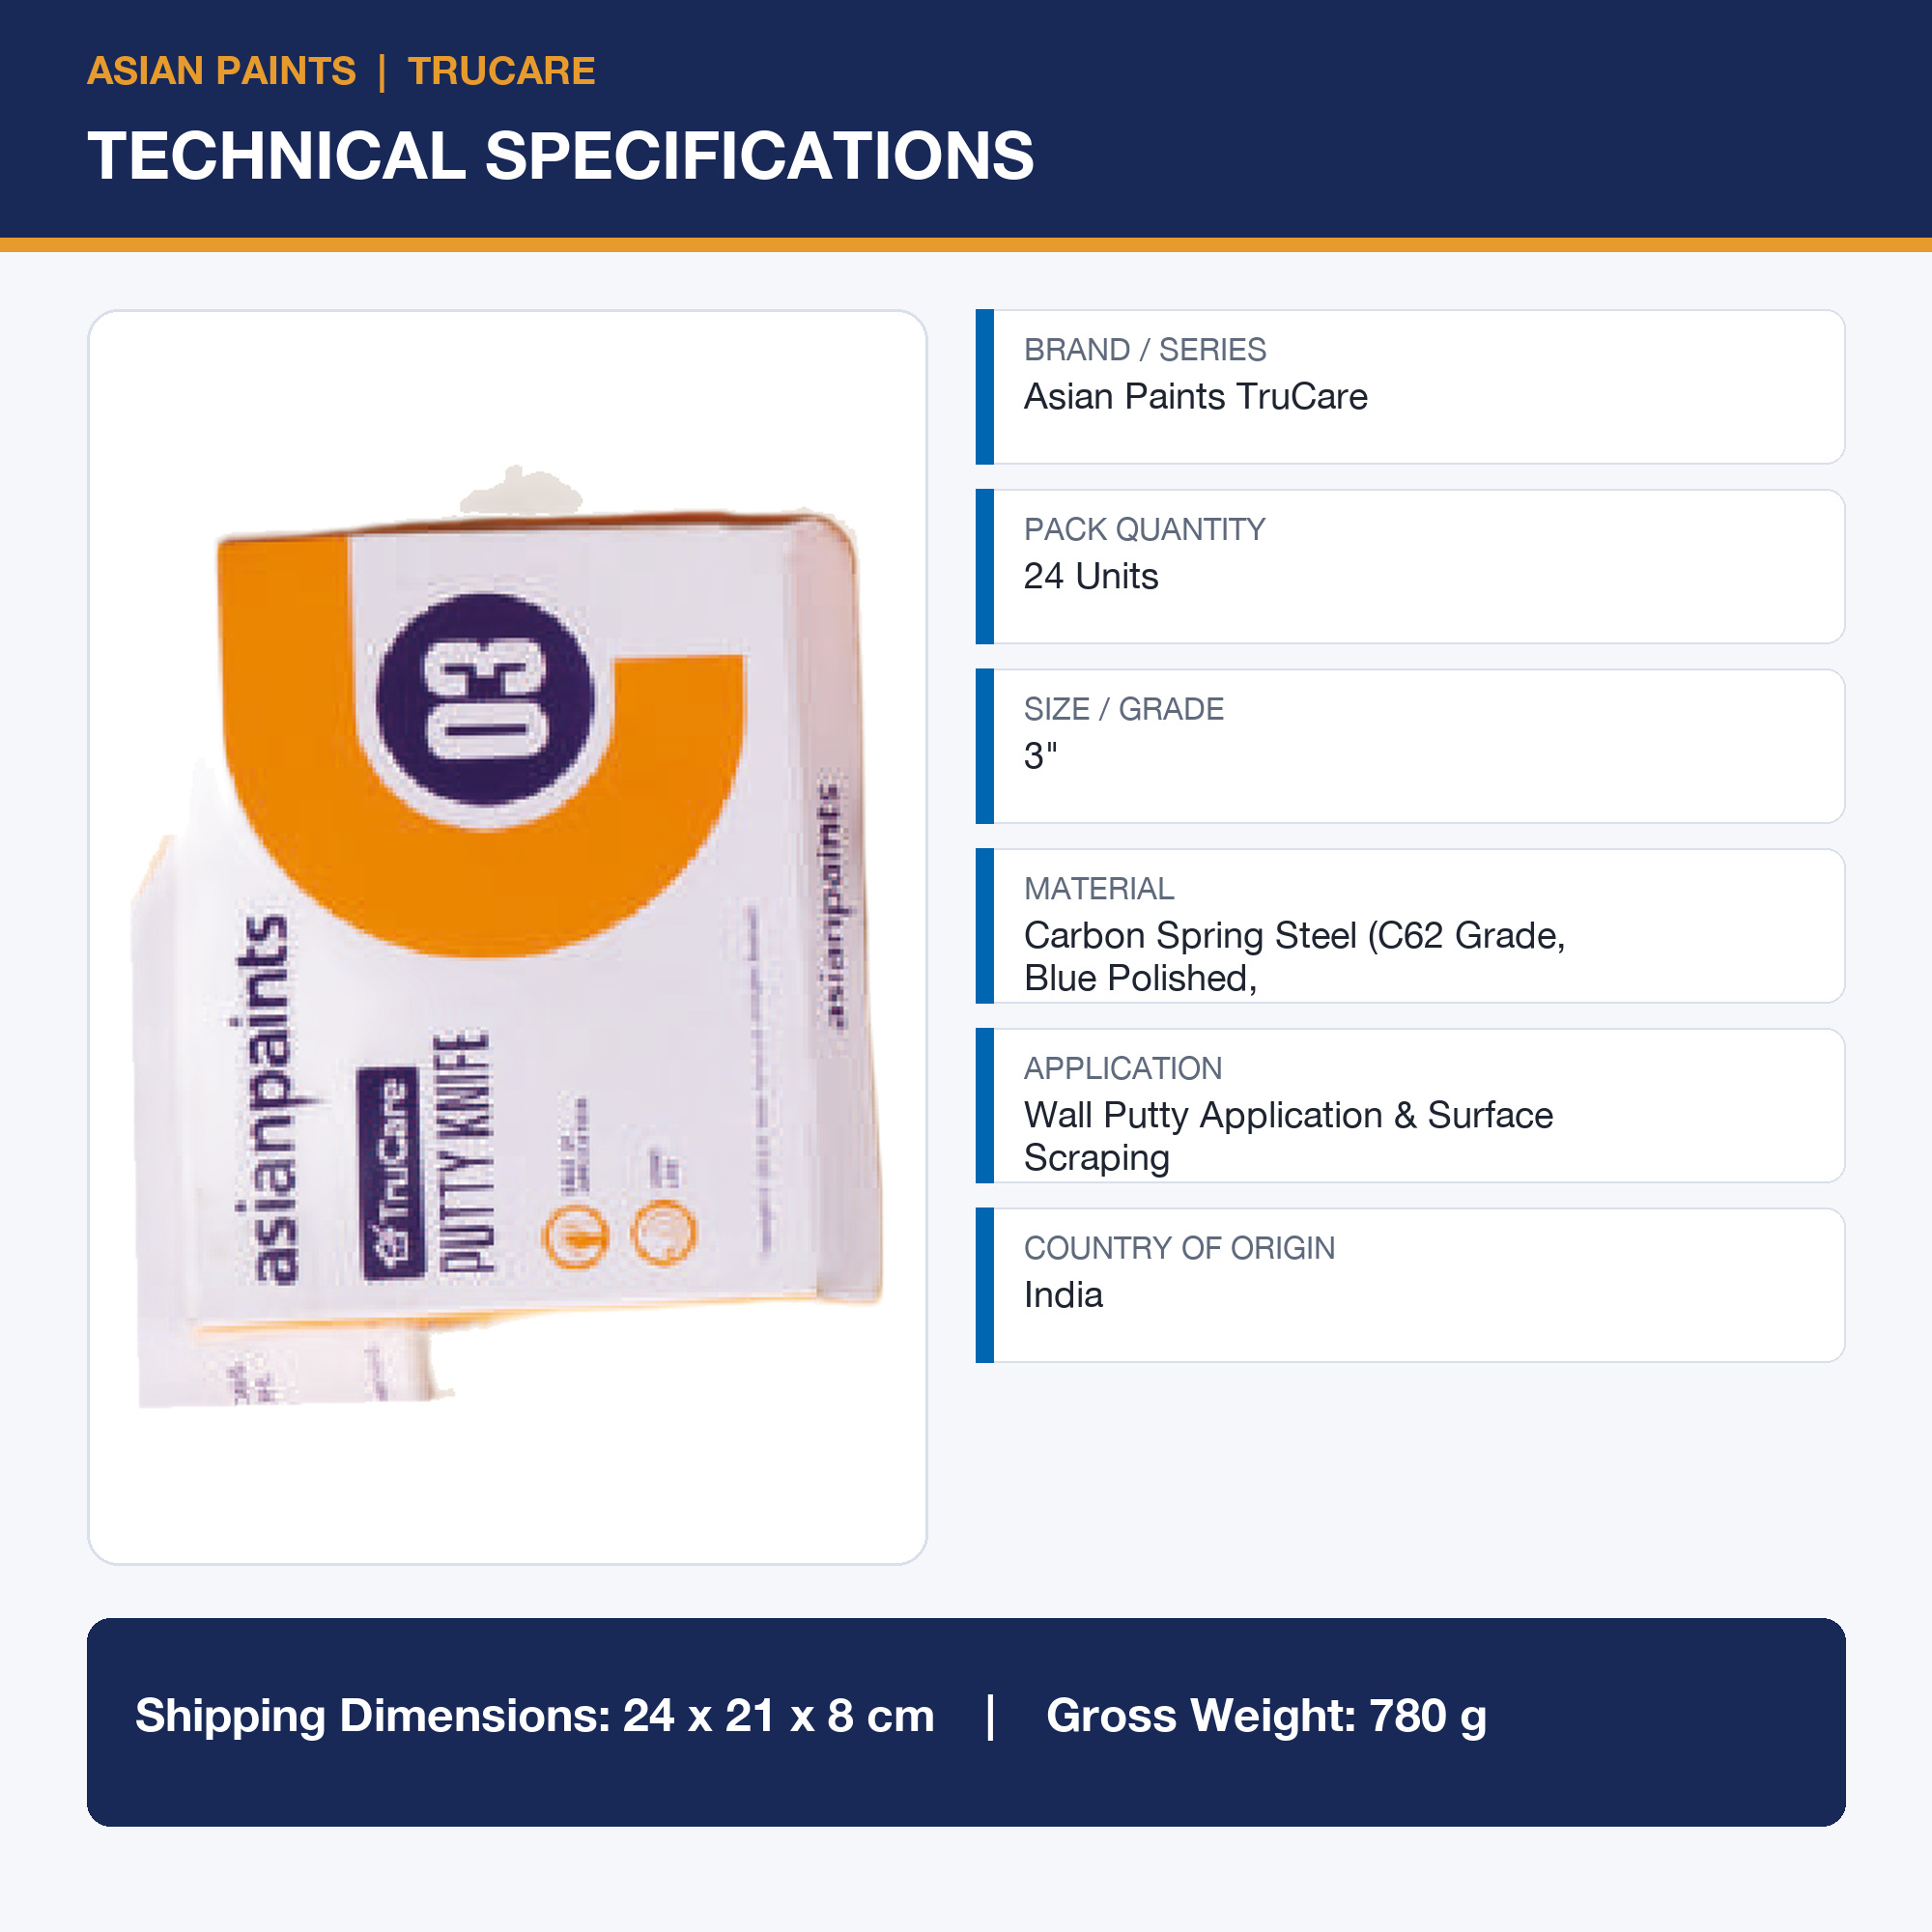 ASIAN PAINTS | TRUCARE
TECHNICAL SPECIFICATIONS
03
asianpaints
TruCare
PUTTY KNIFE
asianpaints
BRAND / SERIES
Asian Paints TruCare
PACK QUANTITY
24 Units
SIZE / GRADE
3"
MATERIAL
Carbon Spring Steel (C62 Grade,
Blue Polished,
APPLICATION
Wall Putty Application & Surface
Scraping
COUNTRY OF ORIGIN
India
Shipping Dimensions: 24 x 21 x 8 cm | Gross Weight: 780 g